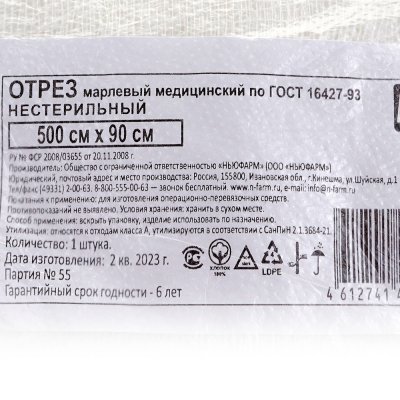 ОТРЕЗ марлевый медицинский по ГОСТ 16427-93
НЕСТЕРИЛЬНЫЙ
500 см x 90 см
РУ № ФСР 2008/03655 от 20.11.2008 г.
Производитель: Общество с ограниченной ответственностью «НЬЮФАРМ» (ООО «НЬЮФАРМ»)
Юридический, почтовый адрес и место производства: Россия, 155800, Ивановская обл., г.Кинешма, ул.Шуйская, д.1
Тел/факс (49331) 2-00-63, 8-800-555-00-63 — звонок бесплатный. www.n-farm.ru, e-mail: info@n-farm.ru
Показания к применению: для изготовления операционно-перевязочных средств.
Противопоказаний не выявлено. Условия хранения: хранить в сухом месте.
Способ применения: вскрыть упаковку, изделие использовать по назначению.
Утилизация: относятся к отходам класса А, утилизируются в соответствии с СанПиН 2.1.3684-21.
Количество: 1 штука.
Дата изготовления: 2 кв. 2023 г.
Партия № 55
Гарантийный срок годности - 6 лет
ХЛОПОК
100%
LDPE
4 612741 4